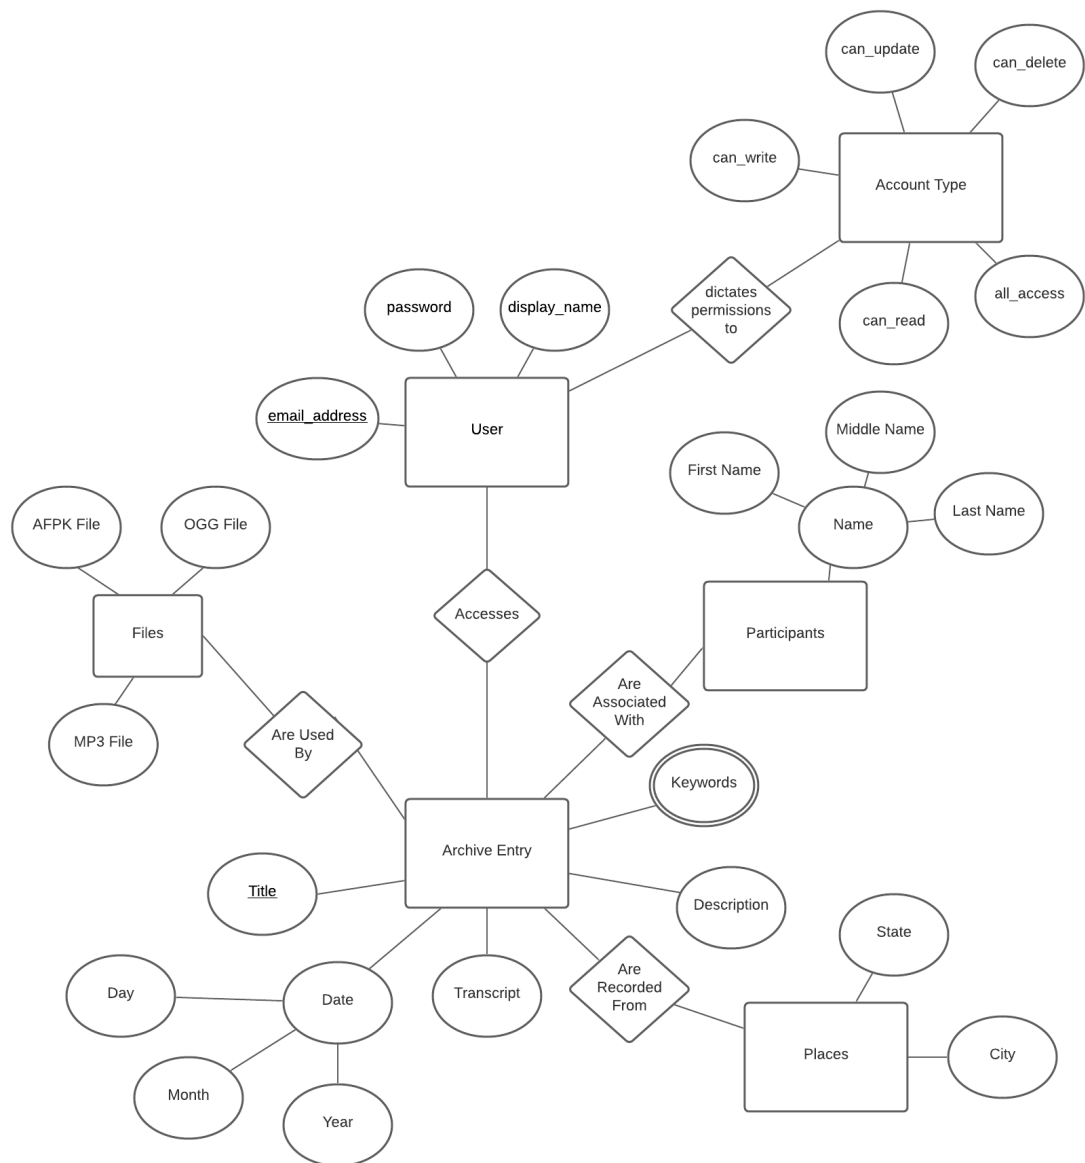 can_update
can_delete
can_write
Account Type
dictates
permissions
to
all_access
can_read
password
display_name
email_address
User
Middle Name
First Name
Last Name
Name
AFPK File
OGG File
Files
Accesses
Participants
MP3 File
Are Used
By
Are
Associated
With
Keywords
Archive Entry
Title
Description
State
Day
Date
Transcript
Are
Recorded
From
Places
City
Month
Year